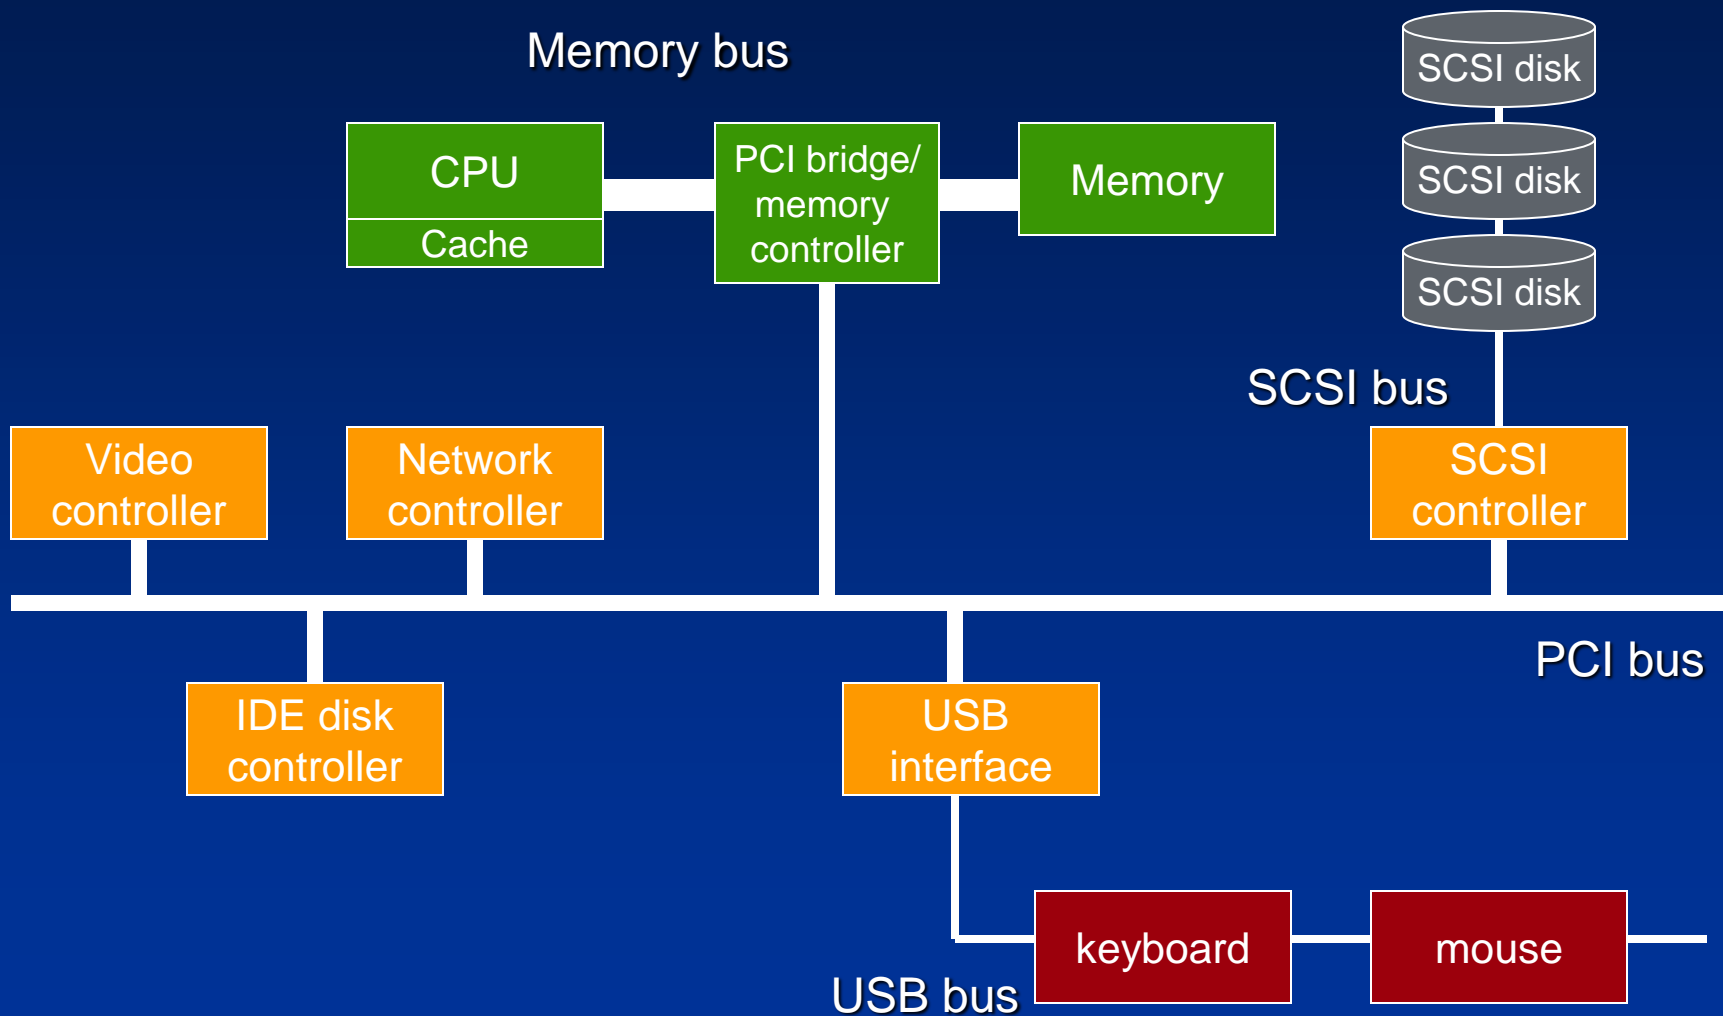 Memory bus
SCSI disk
CPU
PCI bridge/
memory
controller
Memory
SCSI disk
Cache
SCSI disk
SCSI bus
Video
controller
Network
controller
SCSI
controller
PCI bus
IDE disk
controller
USB
interface
keyboard
mouse
USB bus